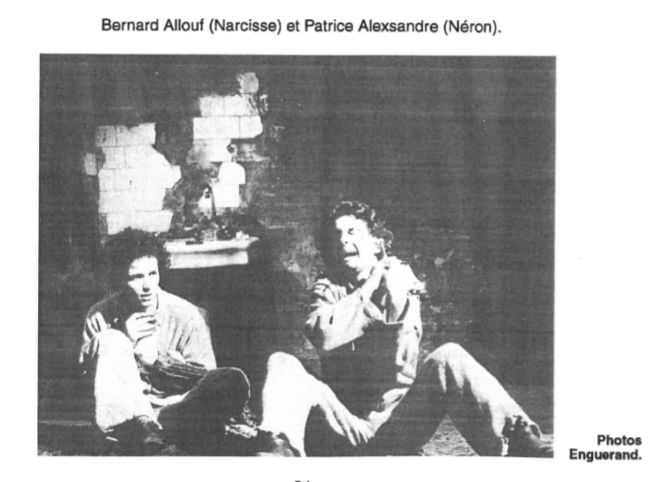 Bernard Allouf (Narcisse) et Patrice Alexsandre (Néron).
Photos
Enguerand.